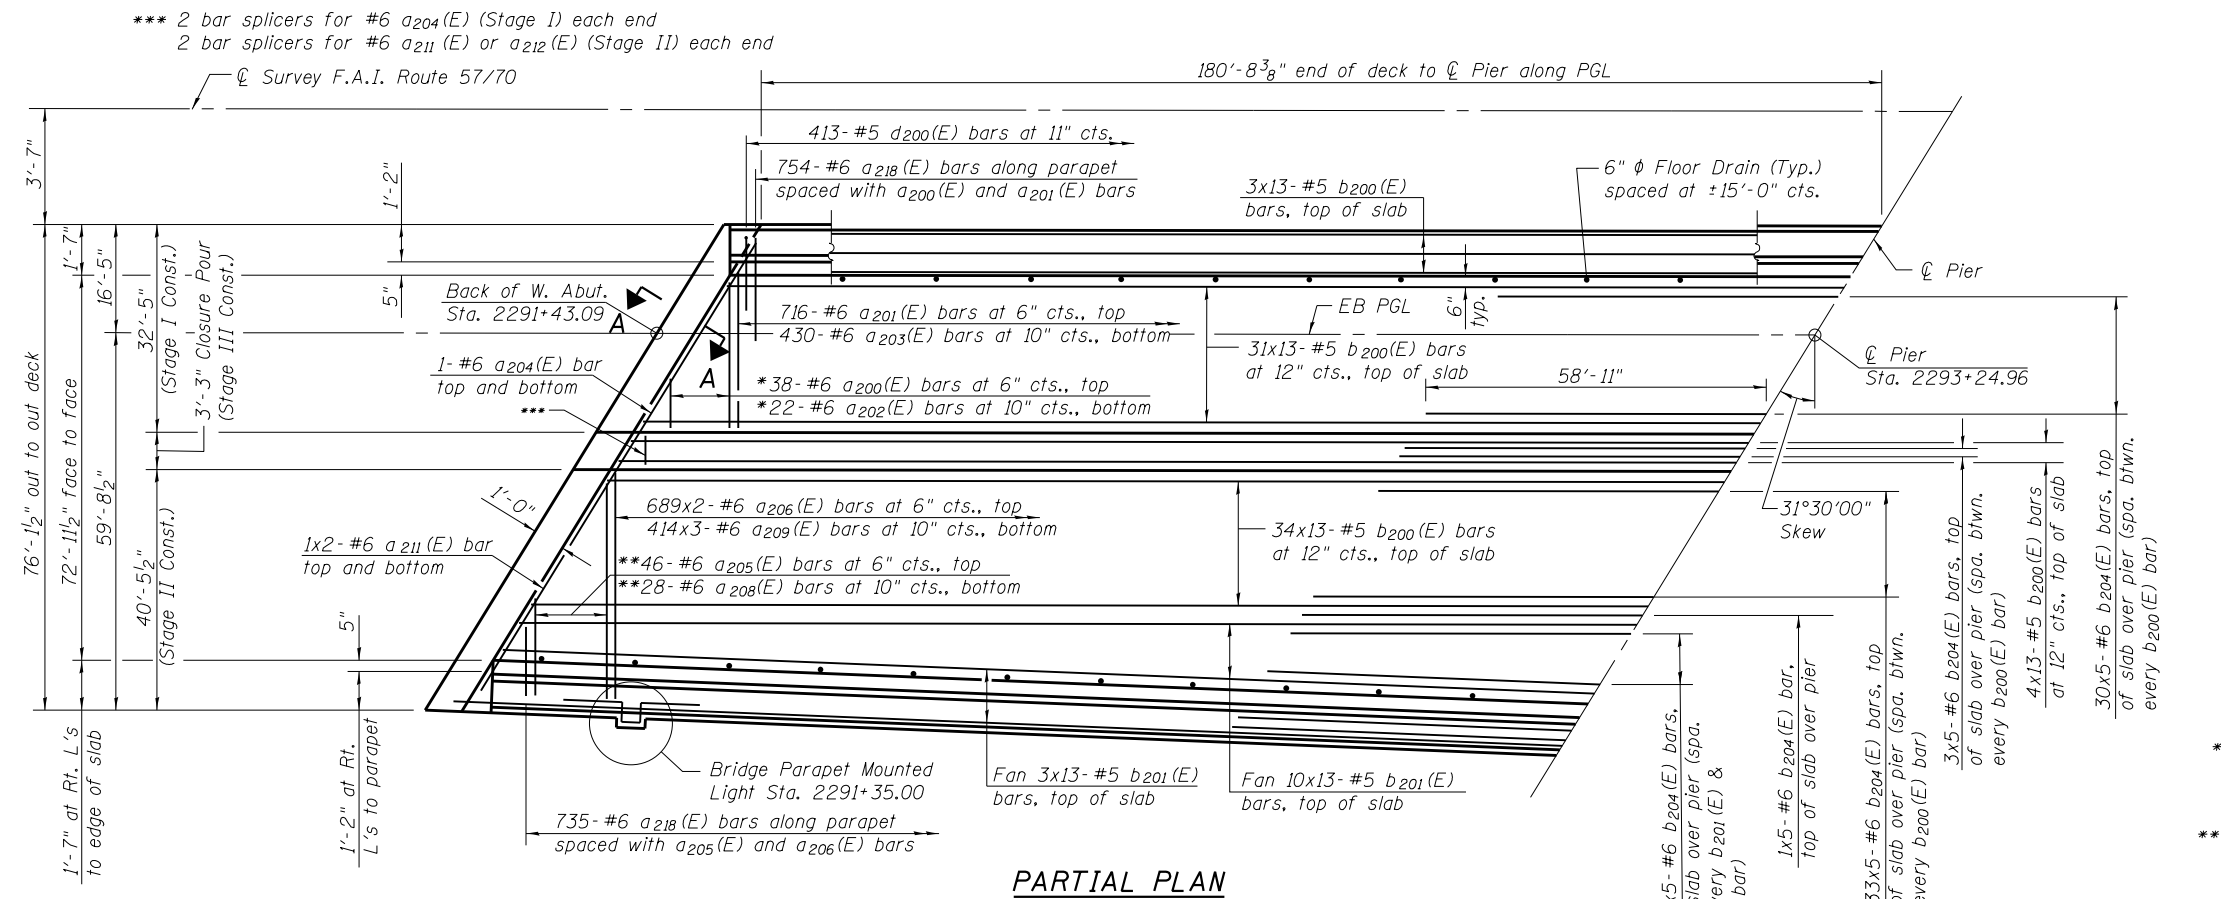 *** 2 bar splicers for #6 a204(E) (Stage I) each end
2 bar splicers for #6 a211(E) or a212(E) (Stage II) each end
℄ Survey F.A.I. Route 57/70
180'-8 3/8" end of deck to ℄ Pier along PGL
413-#5 d200(E) bars at 11" cts.
754-#6 a218(E) bars along parapet
spaced with a200(E) and a201(E) bars
3x13-#5 b200(E)
bars, top of slab
6" ϕ Floor Drain (Typ.)
spaced at ±15'-0" cts.
℄ Pier
3'-7"
1'-2"
5"
1'-7"
16'-5"
32'-5"
(Stage I Const.)
3'-3" Closure Pour
(Stage III Const.)
76'-1½" out to out deck
72'-11½" face to face
59'-8½"
40'-5½"
(Stage II Const.)
Back of W. Abut.
Sta. 2291+43.09
A
A
716-#6 a201(E) bars at 6" cts., top
430-#6 a203(E) bars at 10" cts., bottom
EB PGL
6"
typ.
31x13-#5 b200(E) bars
at 12" cts., top of slab
58'-11"
℄ Pier
Sta. 2293+24.96
1-#6 a204(E) bar
top and bottom
***
*38-#6 a200(E) bars at 6" cts., top
*22-#6 a202(E) bars at 10" cts., bottom
1'-0"
689x2-#6 a206(E) bars at 6" cts., top
414x3-#6 a209(E) bars at 10" cts., bottom
34x13-#5 b200(E) bars
at 12" cts., top of slab
31°30'00"
Skew
1x2-#6 a211(E) bar
top and bottom
**46-#6 a205(E) bars at 6" cts., top
**28-#6 a208(E) bars at 10" cts., bottom
5"
1'-7" at Rt. L's
to edge of slab
1'-2" at Rt.
L's to parapet
Bridge Parapet Mounted
Light Sta. 2291+35.00
Fan 3x13-#5 b201(E)
bars, top of slab
Fan 10x13-#5 b201(E)
bars, top of slab
735-#6 a218(E) bars along parapet
spaced with a205(E) and a206(E) bars
x5-#6 b204(E) bars,
slab over pier (spa.
very b201(E) &
bar)
1x5-#6 b204(E) bar,
top of slab over pier
33x5-#6 b204(E) bars, top
of slab over pier (spa. btwn.
every b200(E) bar)
3x5-#6 b204(E) bars, top
of slab over pier (spa. btwn.
every b200(E) bar)
4x13-#5 b200(E) bars
at 12" cts., top of slab
30x5-#6 b204(E) bars, top
of slab over pier (spa. btwn.
every b200(E) bar)
*
**
PARTIAL PLAN